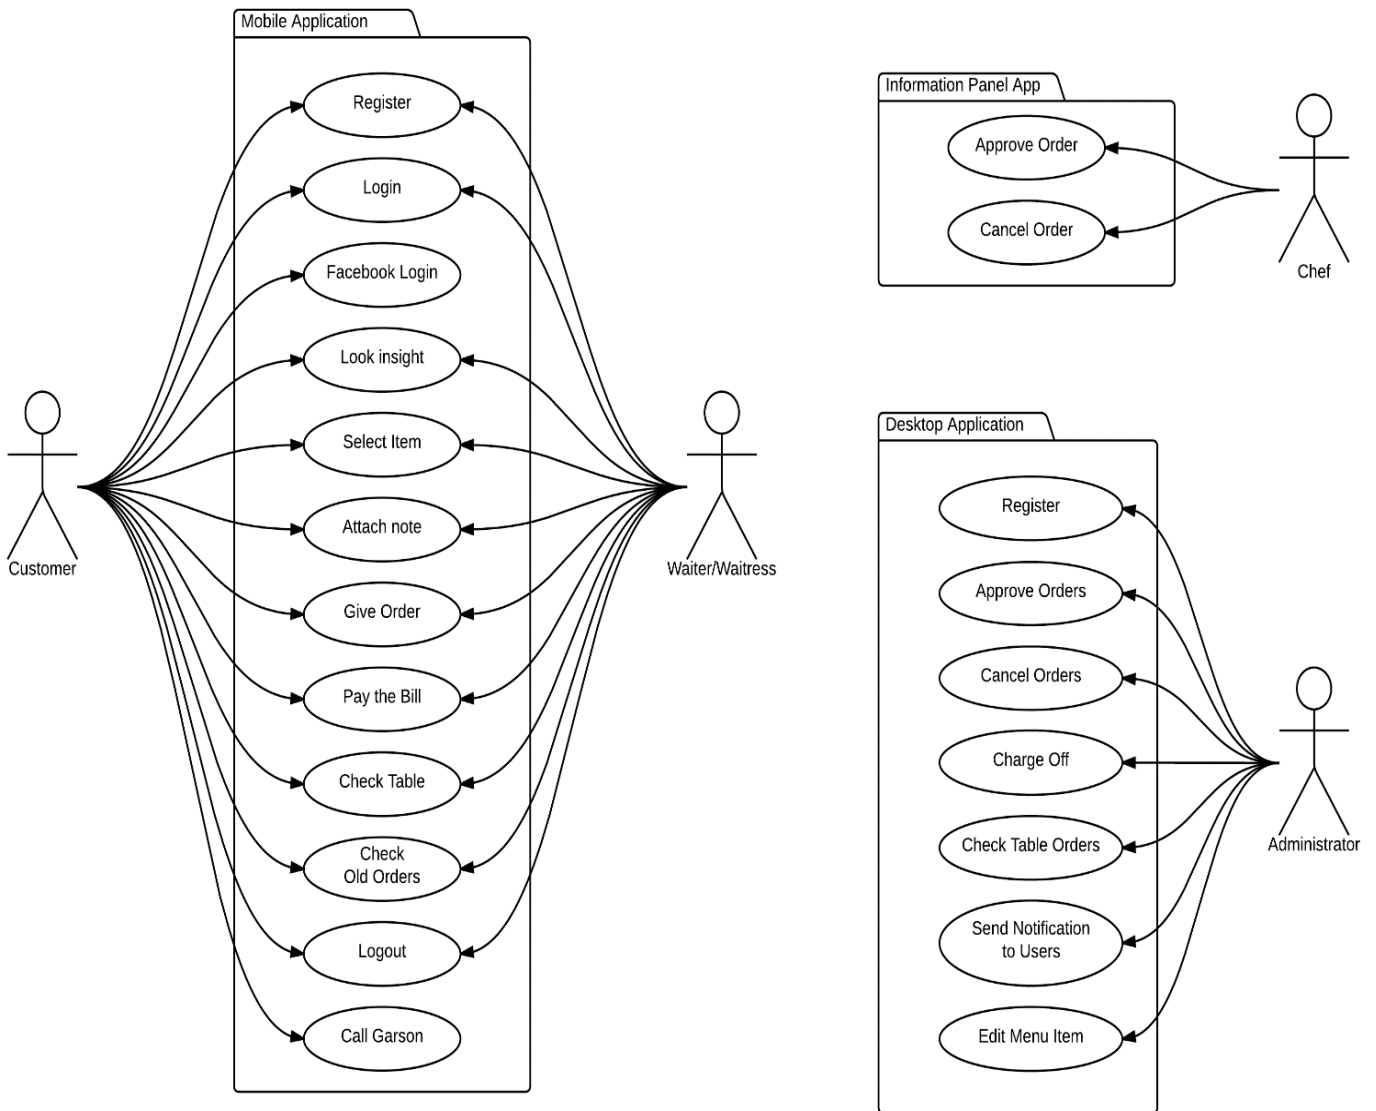 Mobile Application
Register
Login
Facebook Login
Look insight
Select Item
Attach note
Give Order
Pay the Bill
Check Table
Check
Old Orders
Logout
Call Garson
Customer
Waiter/Waitress
Information Panel App
Approve Order
Cancel Order
Chef
Desktop Application
Register
Approve Orders
Cancel Orders
Charge Off
Check Table Orders
Send Notification
to Users
Edit Menu Item
Administrator